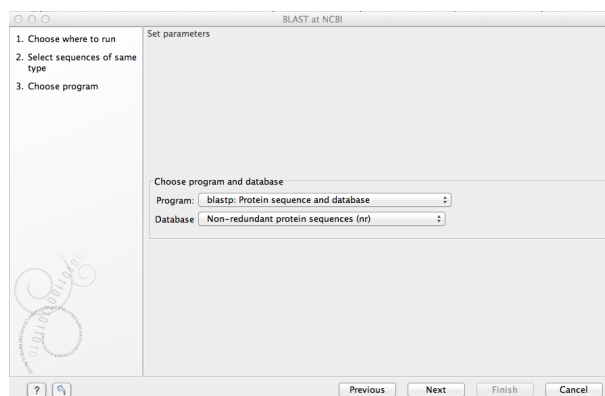 BLAST at NCBI
1. Choose where to run
2. Select sequences of same
type
3. Choose program
Set parameters
Choose program and database
Program: blastp: Protein sequence and database
Database Non-redundant protein sequences (nr)
? Previous Next Finish Cancel